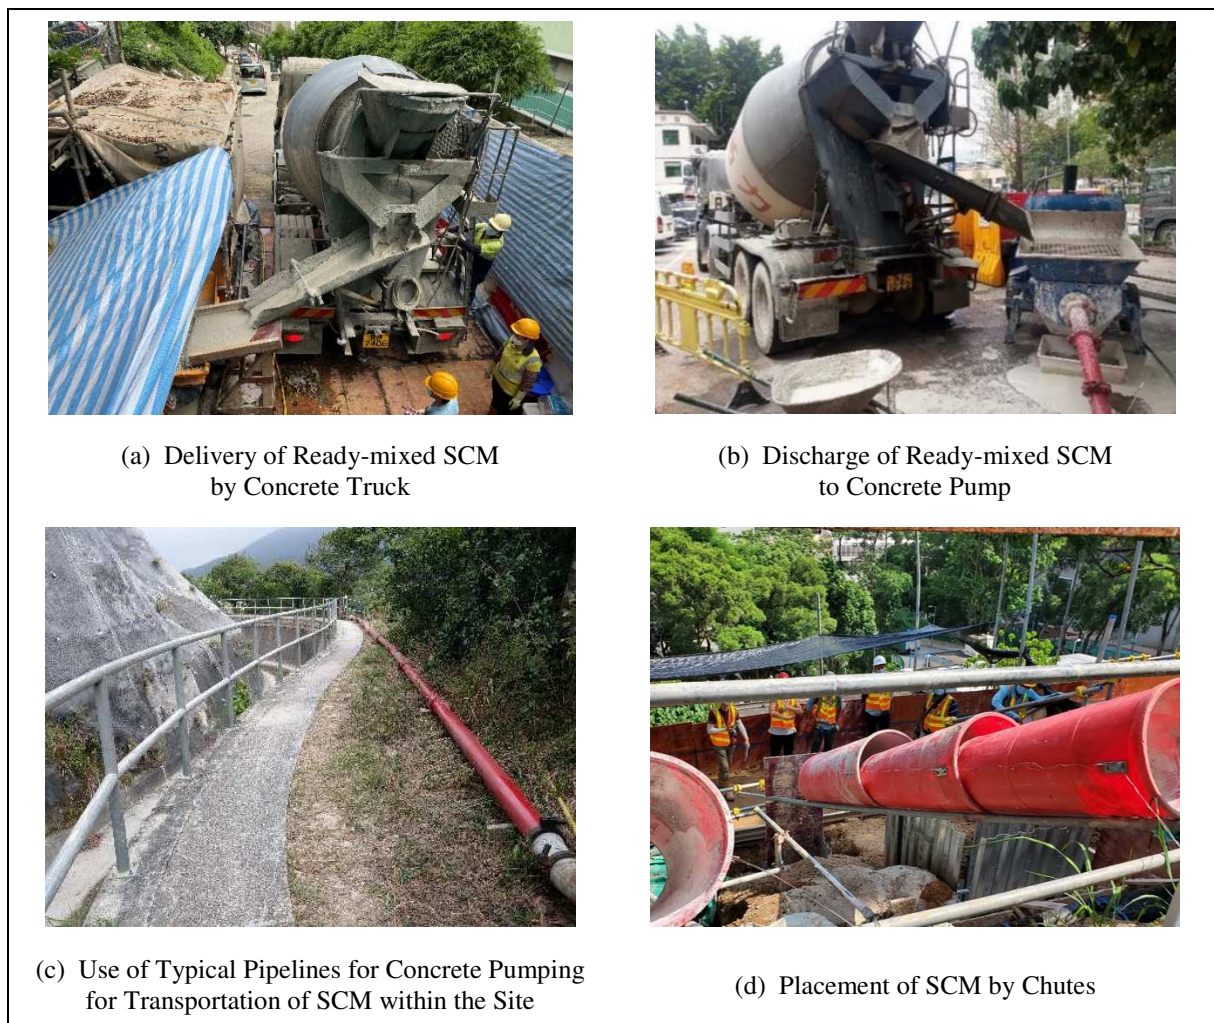 (a) Delivery of Ready-mixed SCM
by Concrete Truck
(b) Discharge of Ready-mixed SCM
to Concrete Pump
(c) Use of Typical Pipelines for Concrete Pumping
for Transportation of SCM within the Site
(d) Placement of SCM by Chutes